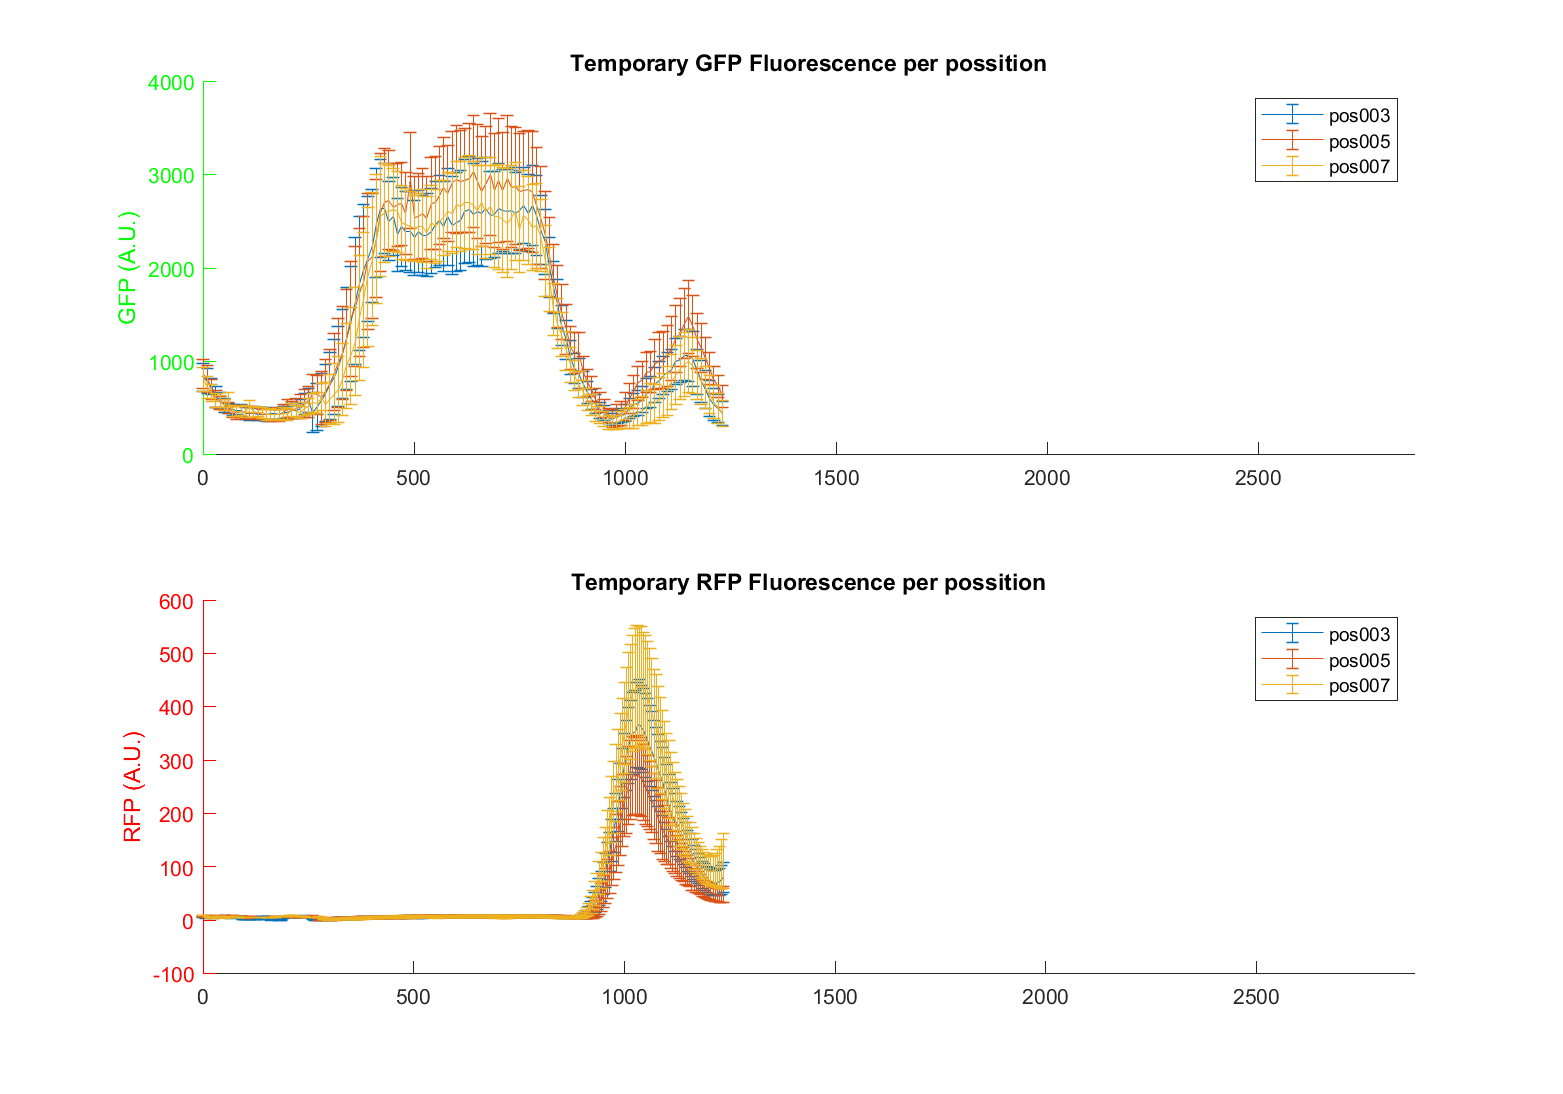 Temporary GFP Fluorescence per possition
4000
3000
2000
1000
0
GFP (A.U.)
0 500 1000 1500 2000 2500
pos003
pos005
pos007
Temporary RFP Fluorescence per possition
600
500
400
300
200
100
0
-100
RFP (A.U.)
0 500 1000 1500 2000 2500
pos003
pos005
pos007